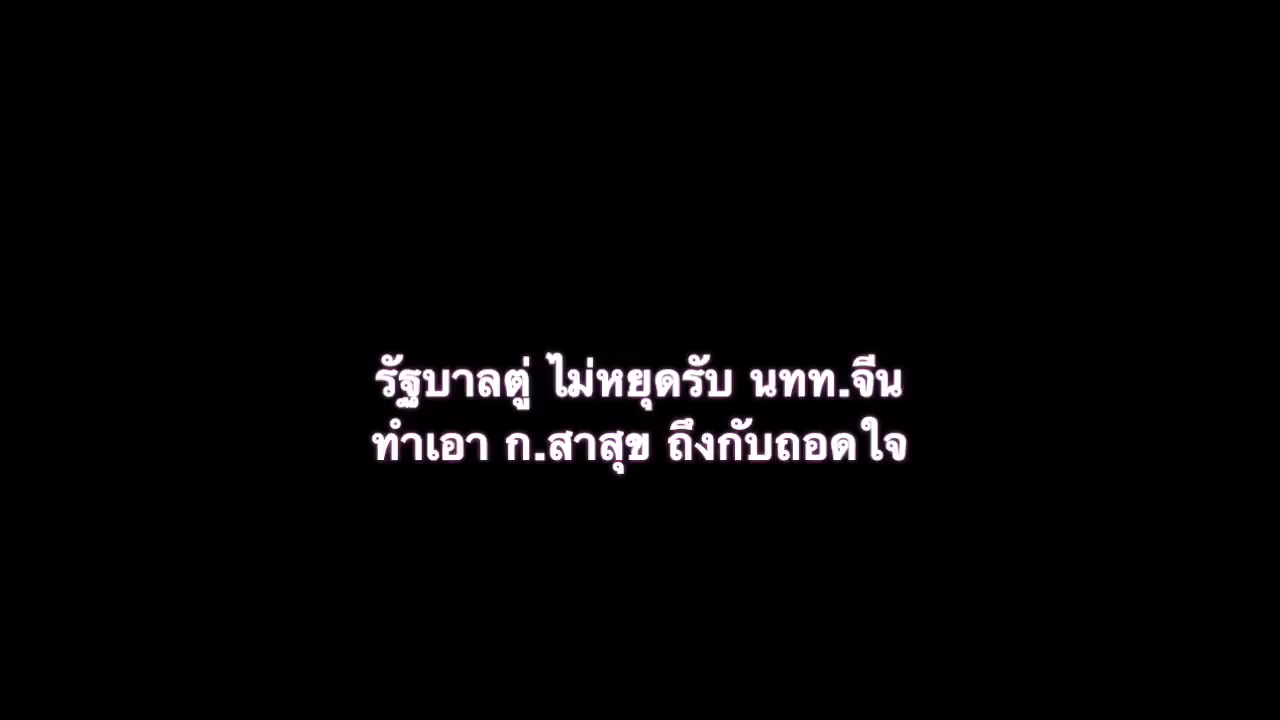 รัฐบาลตู่ ไม่หยุดรับ นทท.จีน
ทำเอา ก.สาสุข ถึงกับถอดใจ